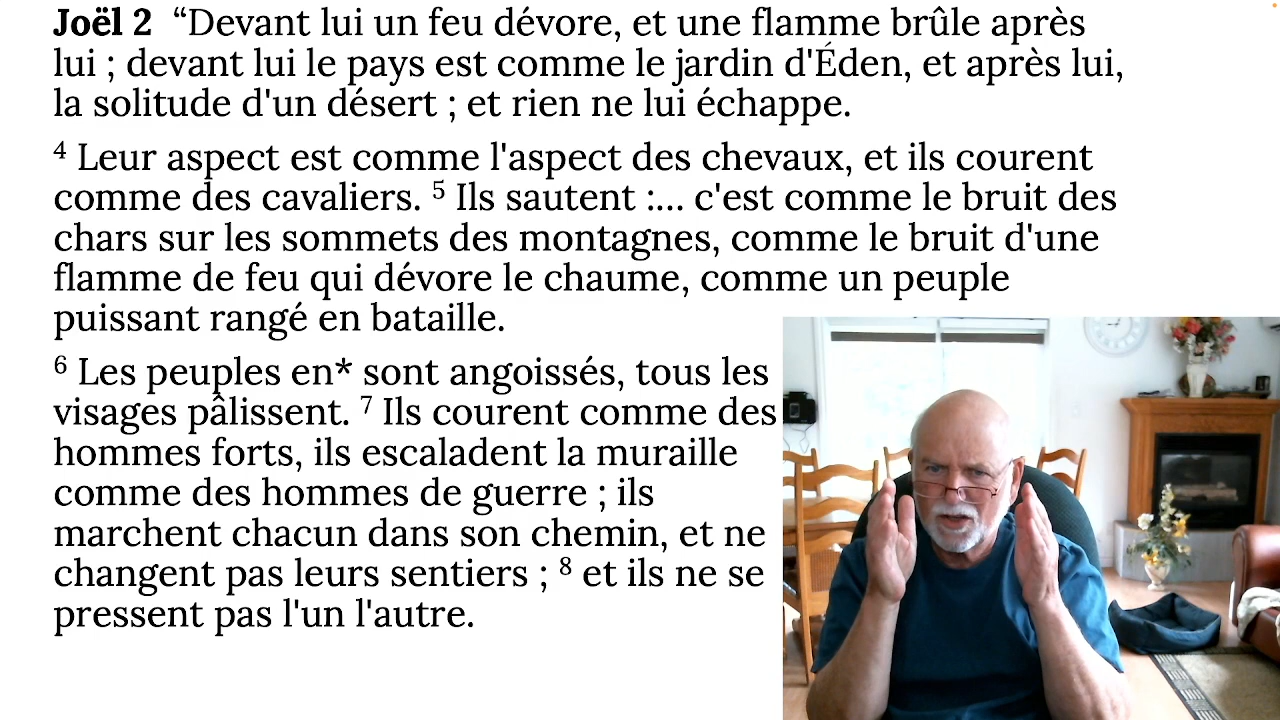 Joël 2 “Devant lui un feu dévore, et une flamme brûle après
lui ; devant lui le pays est comme le jardin d'Éden, et après lui,
la solitude d'un désert ; et rien ne lui échappe.
4 Leur aspect est comme l'aspect des chevaux, et ils courent
comme des cavaliers. 5 Ils sautent :... c'est comme le bruit des
chars sur les sommets des montagnes, comme le bruit d'une
flamme de feu qui dévore le chaume, comme un peuple
puissant rangé en bataille.
6 Les peuples en* sont angoissés, tous les
visages pâlissent. 7 Ils courent comme des
hommes forts, ils escaladent la muraille
comme des hommes de guerre ; ils
marchent chacun dans son chemin, et ne
changent pas leurs sentiers ; 8 et ils ne se
pressent pas l'un l'autre.